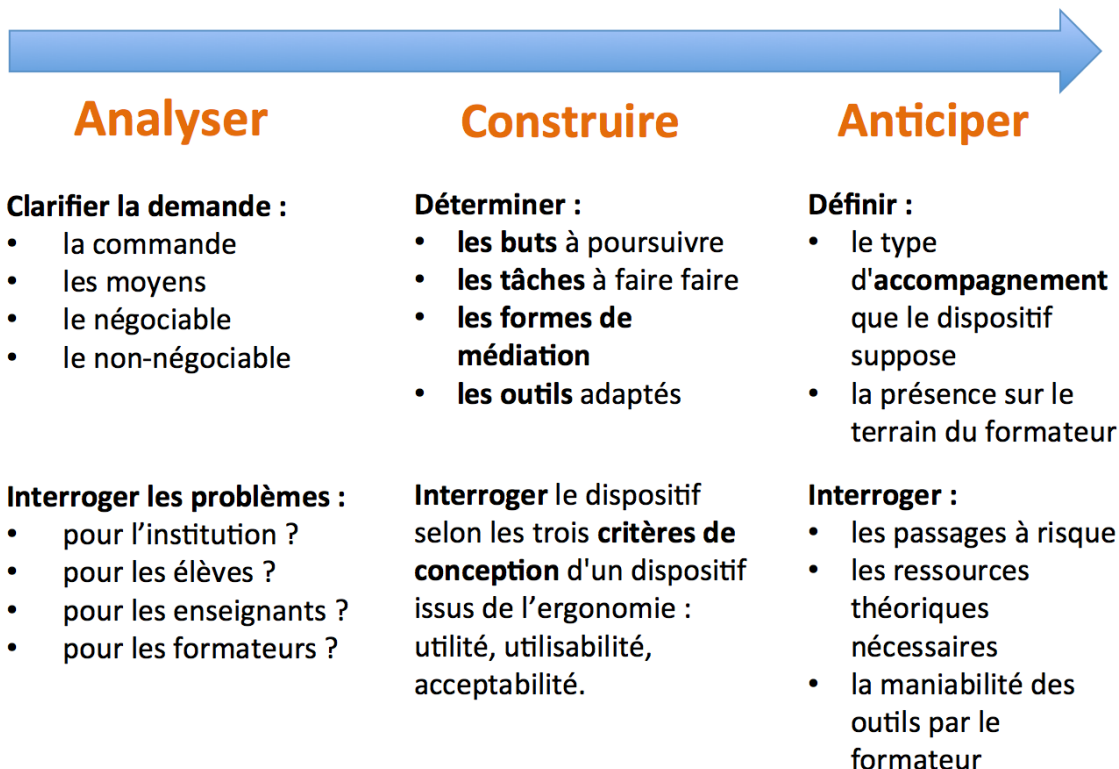 Analyser
Construire
Anticiper
Clarifier la demande :
• la commande
• les moyens
• le négociable
• le non-négociable
Interroger les problèmes :
• pour l’institution ?
• pour les élèves ?
• pour les enseignants ?
• pour les formateurs ?
Déterminer :
• les buts à poursuivre
• les tâches à faire faire
• les formes de
médiation
• les outils adaptés
Interroger le dispositif
selon les trois critères de
conception d'un dispositif
issus de l’ergonomie :
utilité, utilisabilité,
acceptabilité.
Définir :
• le type
d'accompagnement
que le dispositif
suppose
• la présence sur le
terrain du formateur
Interroger :
• les passages à risque
• les ressources
théoriques
nécessaires
• la maniabilité des
outils par le
formateur